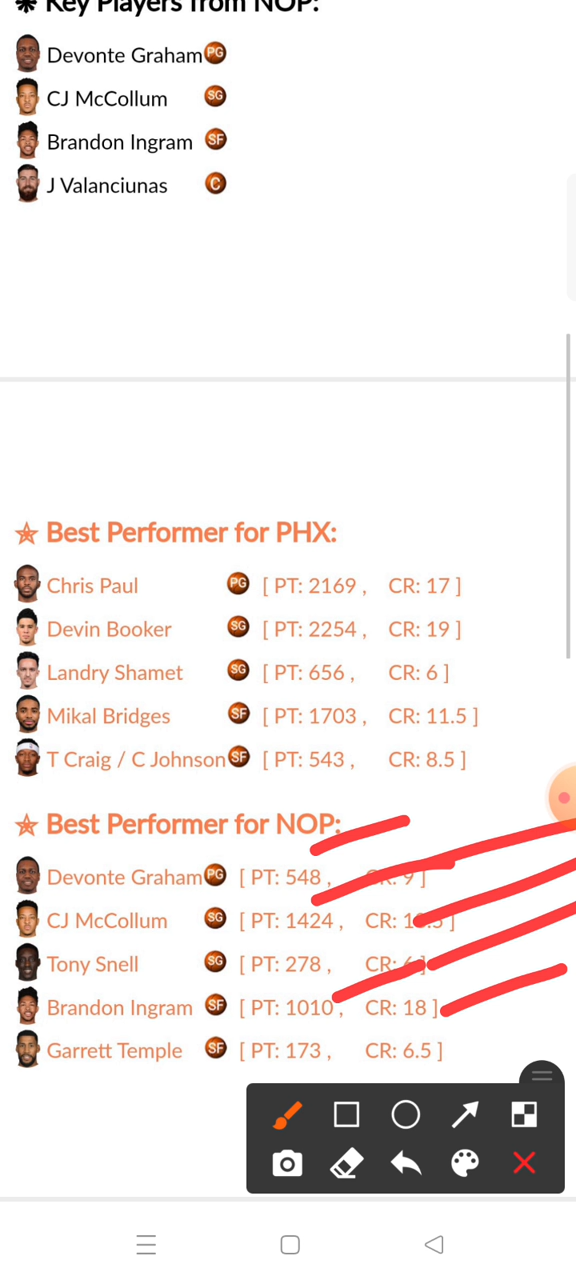 Key Players from NOP:
Devonte Graham PG
CJ McCollum SG
Brandon Ingram SF
J Valanciunas C
Best Performer for PHX:
Chris Paul PG [ PT: 2169 , CR: 17 ]
Devin Booker SG [ PT: 2254 , CR: 19 ]
Landry Shamet SG [ PT: 656 , CR: 6 ]
Mikal Bridges SF [ PT: 1703 , CR: 11.5 ]
T Craig / C Johnson SF [ PT: 543 , CR: 8.5 ]
Best Performer for NOP:
Devonte Graham PG [ PT: 548 , CR: 9 ]
CJ McCollum SG [ PT: 1424 , CR: ]
Tony Snell SG [ PT: 278 , CR: ]
Brandon Ingram SF [ PT: 1010 , CR: 18 ]
Garrett Temple SF [ PT: 173 , CR: 6.5 ]